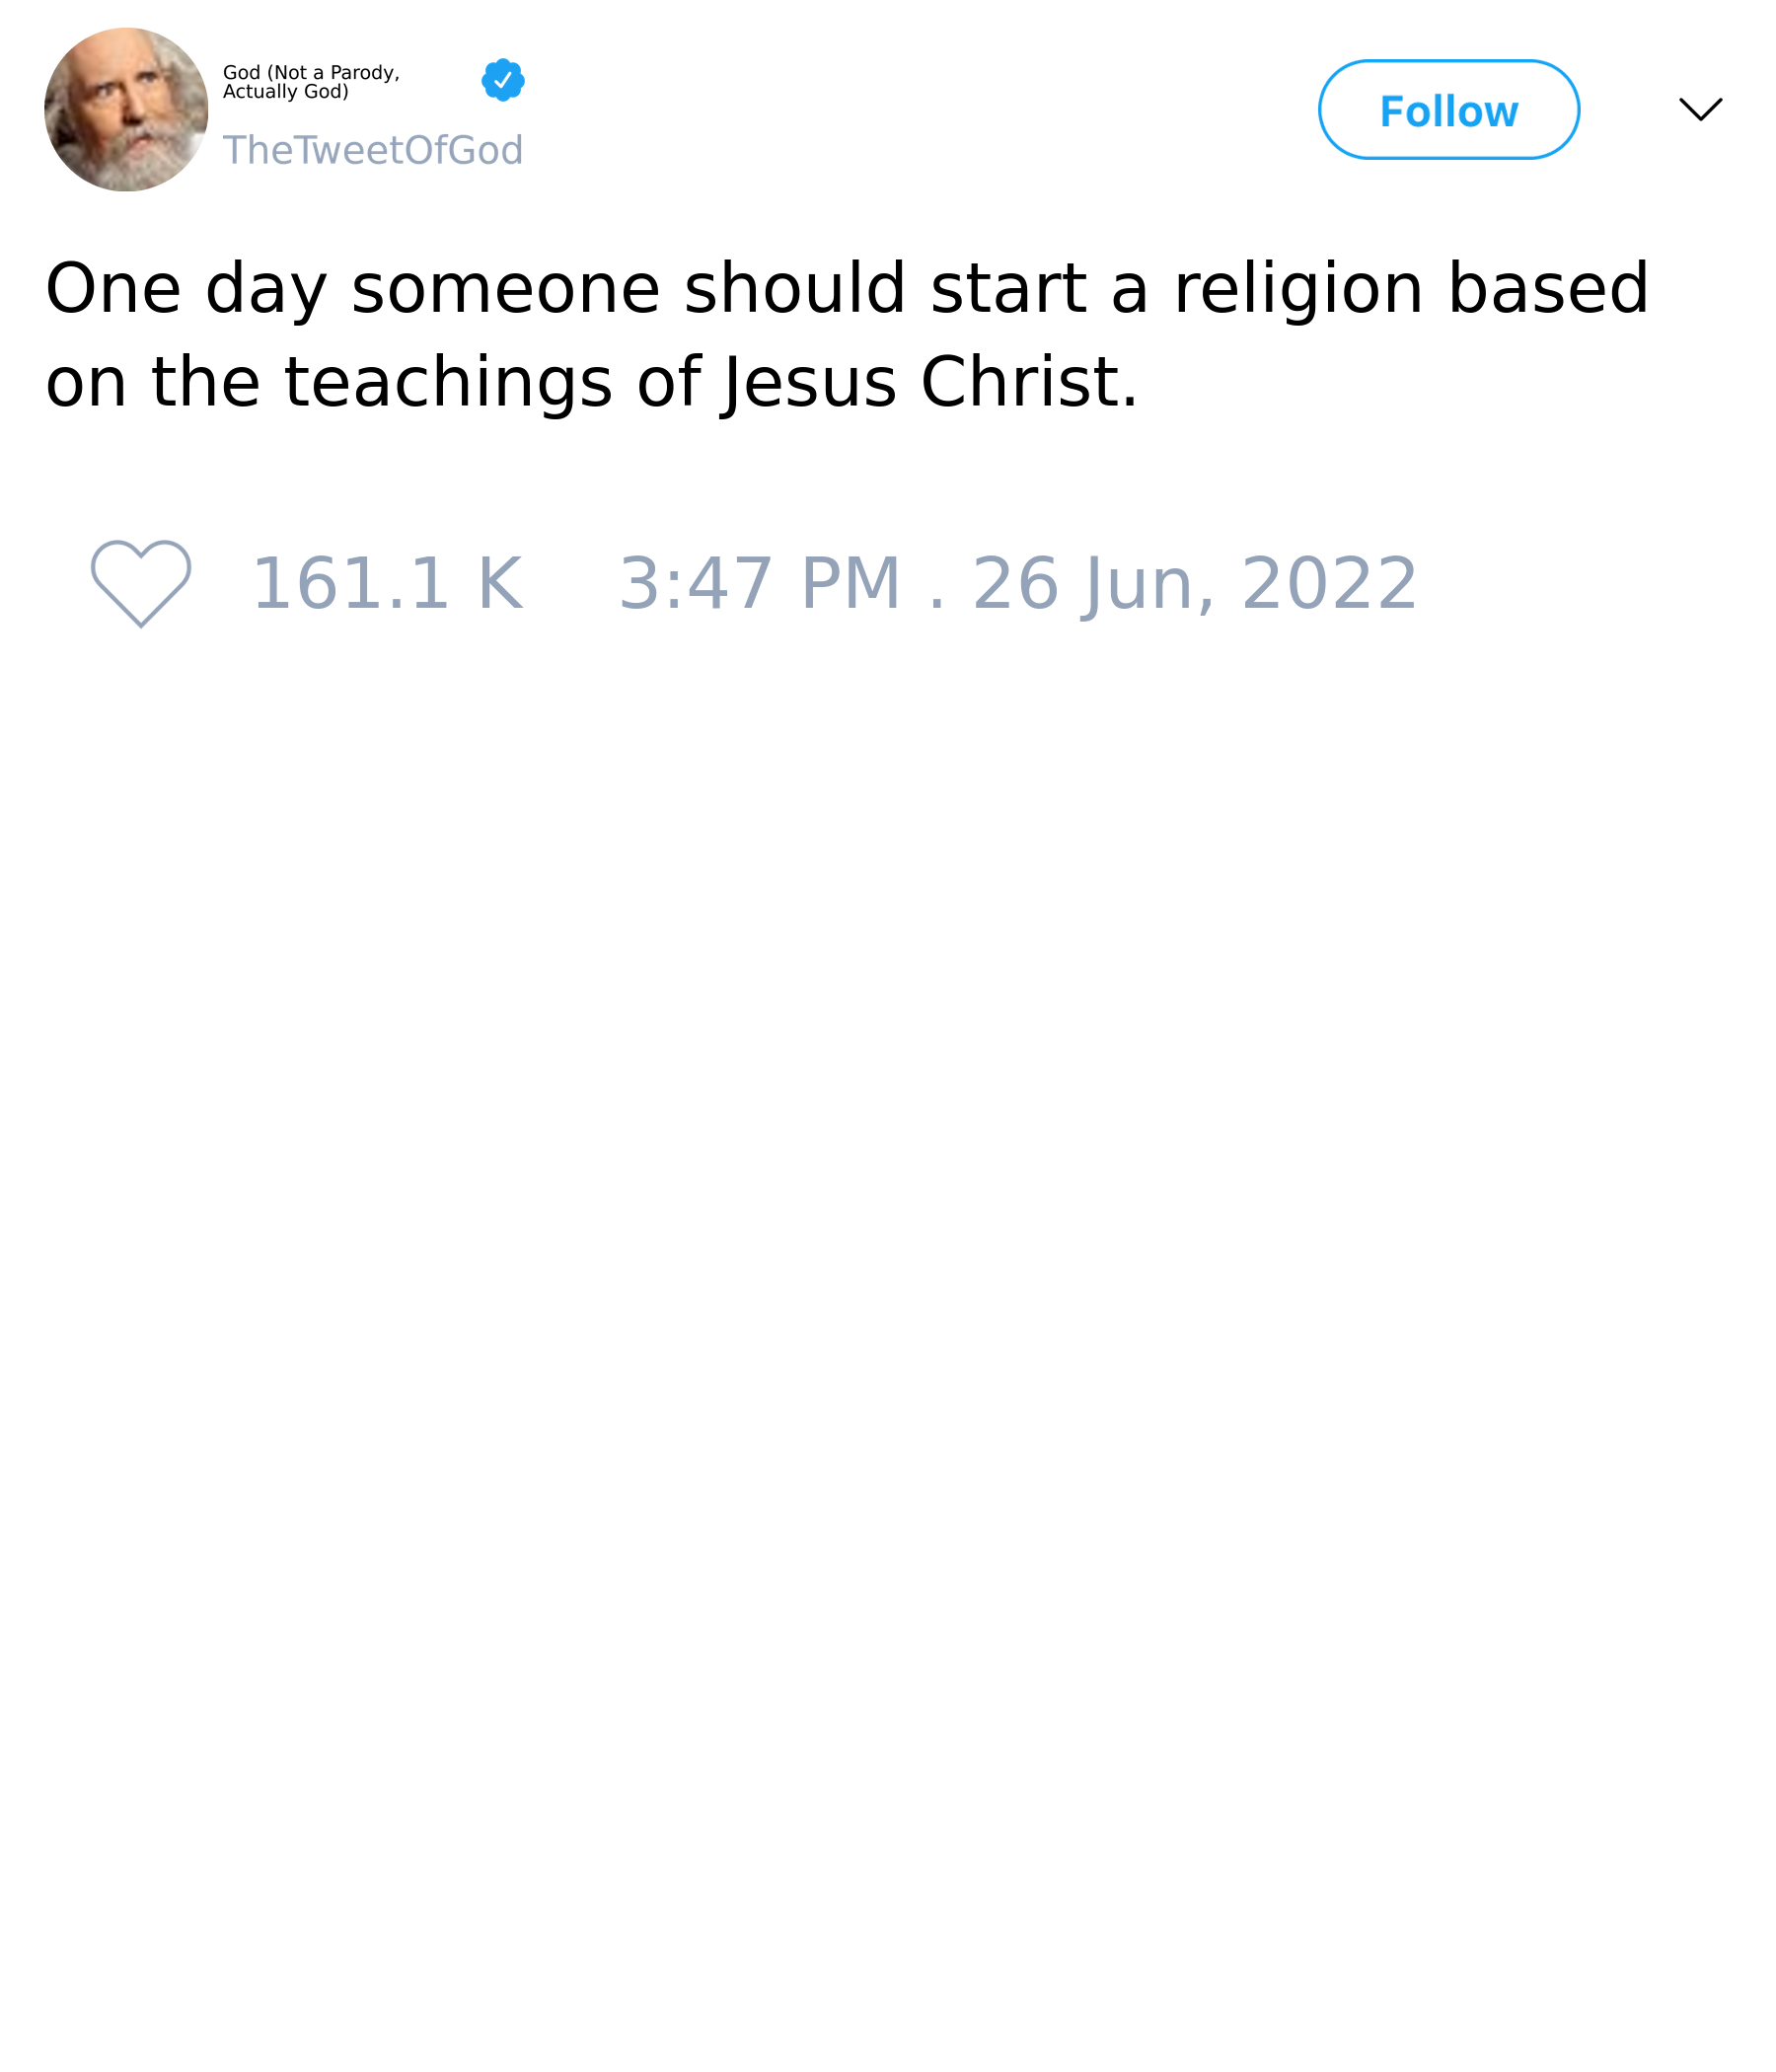 God (Not a Parody,
Actually God)
TheTweetOfGod
Follow
One day someone should start a religion based
on the teachings of Jesus Christ.
161.1 K 3:47 PM . 26 Jun, 2022